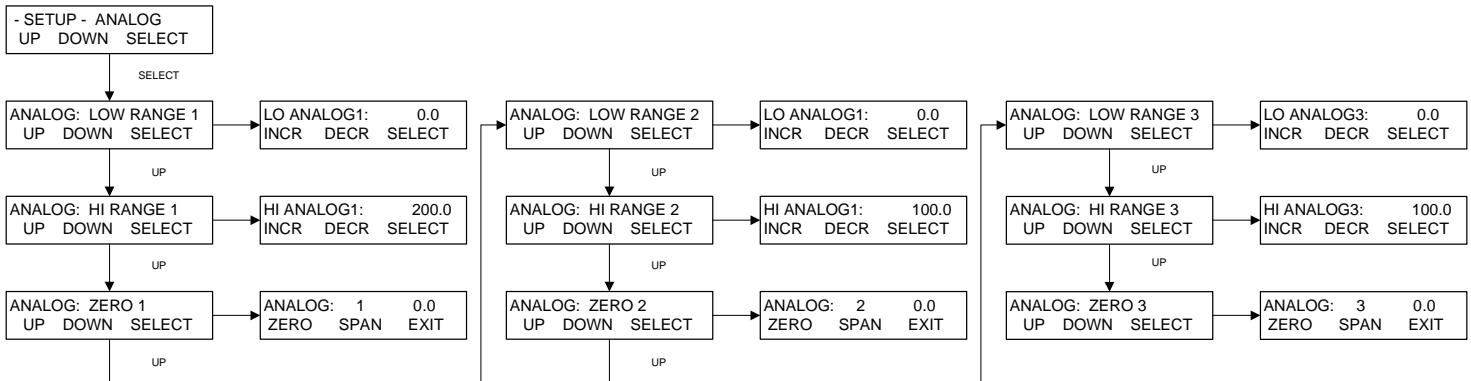 - SETUP - ANALOG
UP DOWN SELECT
SELECT
ANALOG: LOW RANGE 1
UP DOWN SELECT
LO ANALOG1: 0.0
INCR DECR SELECT
UP
ANALOG: HI RANGE 1
UP DOWN SELECT
HI ANALOG1: 200.0
INCR DECR SELECT
UP
ANALOG: ZERO 1
UP DOWN SELECT
ANALOG: 1 0.0
ZERO SPAN EXIT
UP
ANALOG: LOW RANGE 2
UP DOWN SELECT
LO ANALOG1: 0.0
INCR DECR SELECT
UP
ANALOG: HI RANGE 2
UP DOWN SELECT
HI ANALOG1: 100.0
INCR DECR SELECT
UP
ANALOG: ZERO 2
UP DOWN SELECT
ANALOG: 2 0.0
ZERO SPAN EXIT
UP
ANALOG: LOW RANGE 3
UP DOWN SELECT
LO ANALOG3: 0.0
INCR DECR SELECT
UP
ANALOG: HI RANGE 3
UP DOWN SELECT
HI ANALOG3: 100.0
INCR DECR SELECT
UP
ANALOG: ZERO 3
UP DOWN SELECT
ANALOG: 3 0.0
ZERO SPAN EXIT